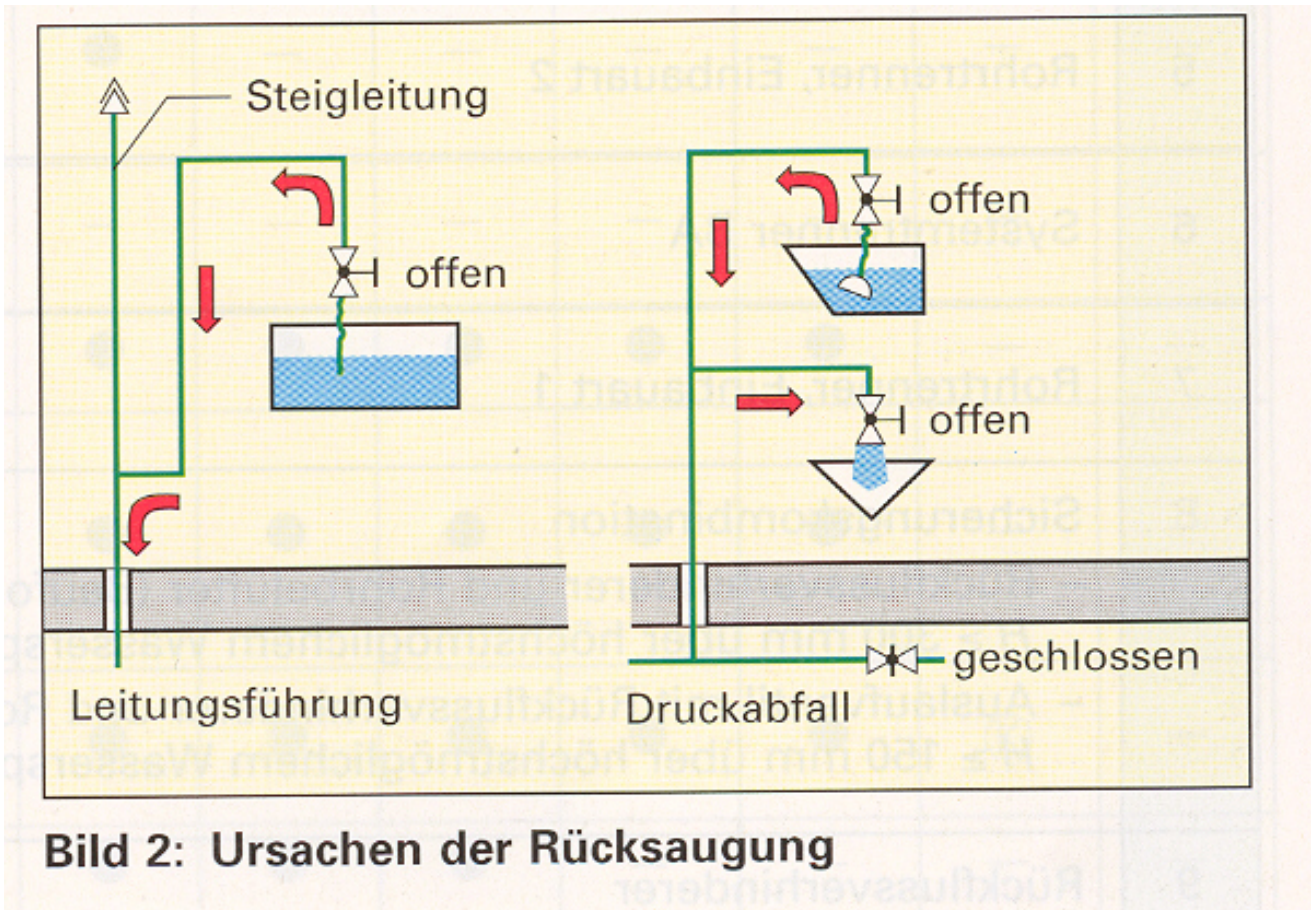 Steigleitung
offen
offen
offen
geschlossen
Leitungsführung
Druckabfall
Bild 2: Ursachen der Rücksaugung